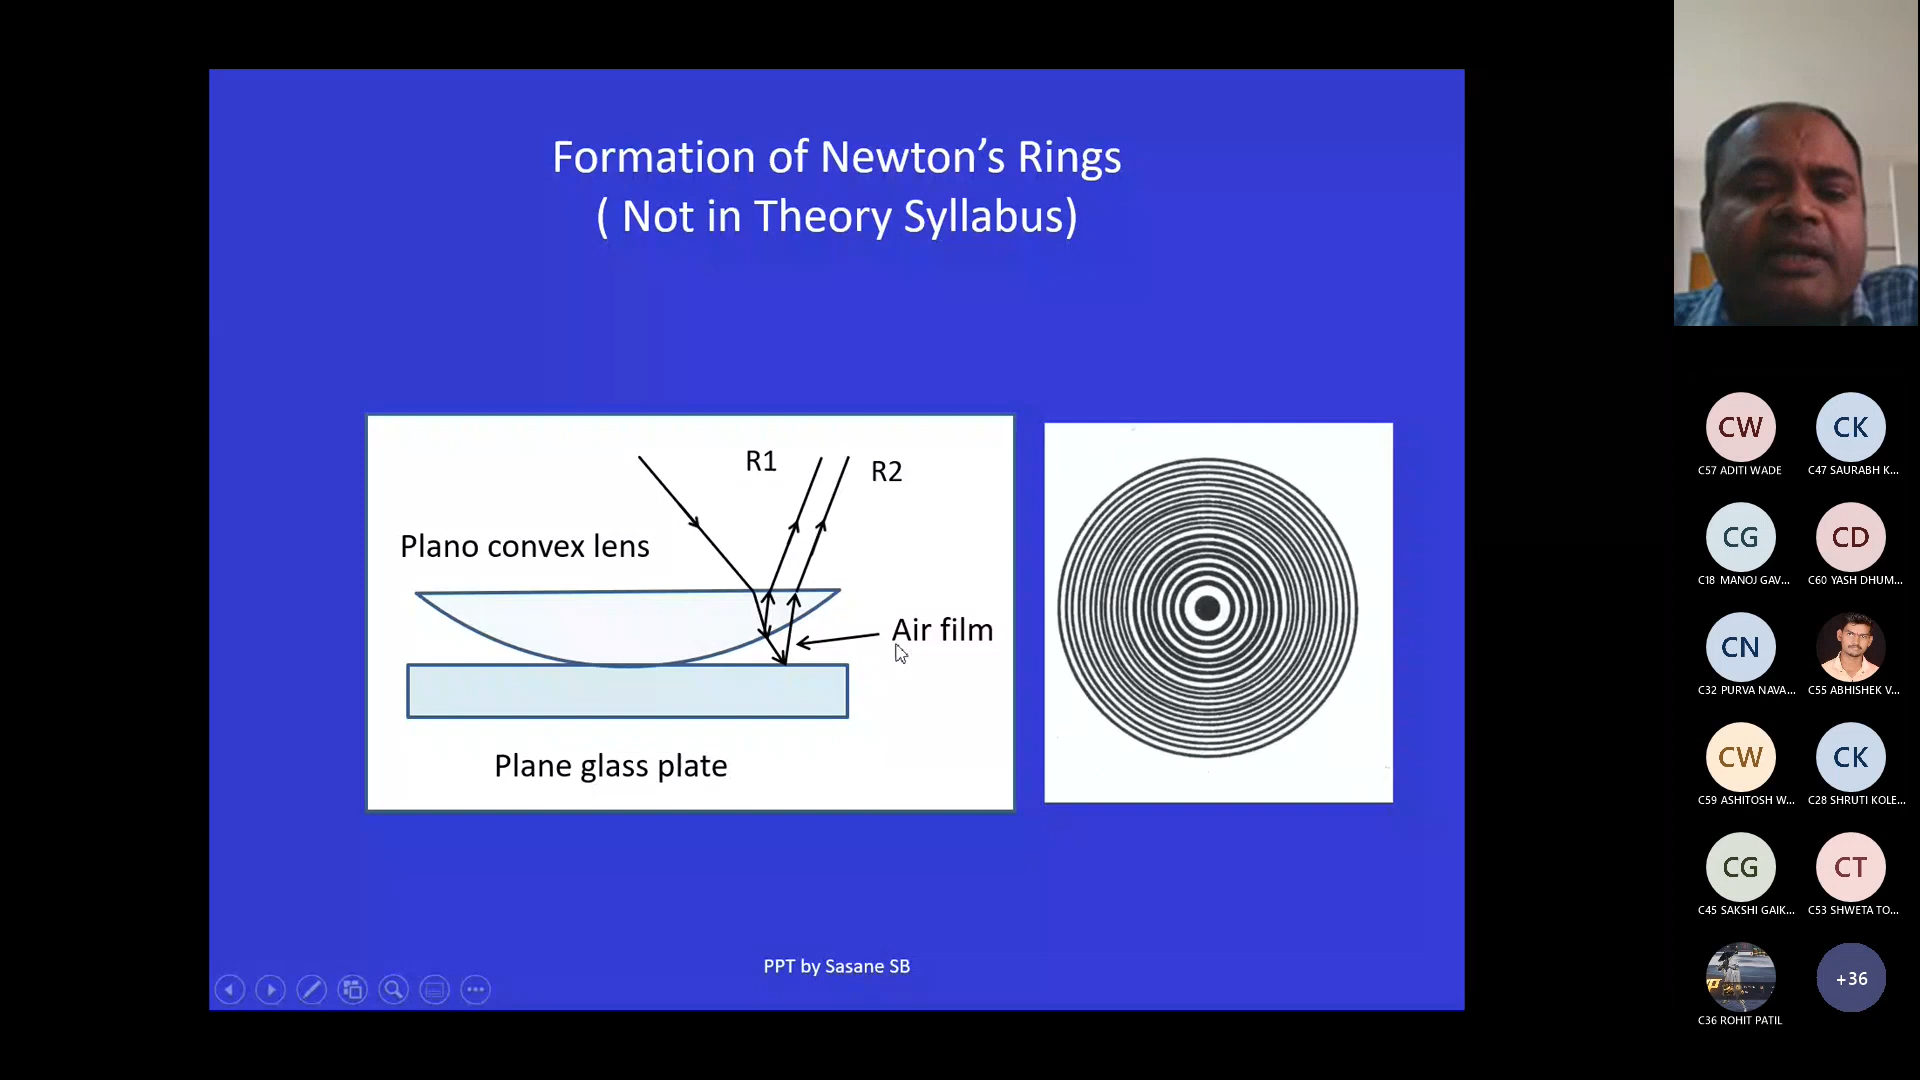 Formation of Newton’s Rings
( Not in Theory Syllabus)
R1
R2
Plano convex lens
Air film
Plane glass plate
PPT by Sasane SB
CW
CK
C57 ADITI WADE
C47 SAURABH K...
CG
CD
C18 MANOJ GAV...
C60 YASH DHUM...
CN
C32 PURVA NAVA...
C55 ABHISHEK V...
CW
CK
C59 ASHITOSH W...
C28 SHRUTI KOLE...
CG
CT
C45 SAKSHI GAIK...
C53 SHWETA TO...
+36
C36 ROHIT PATIL